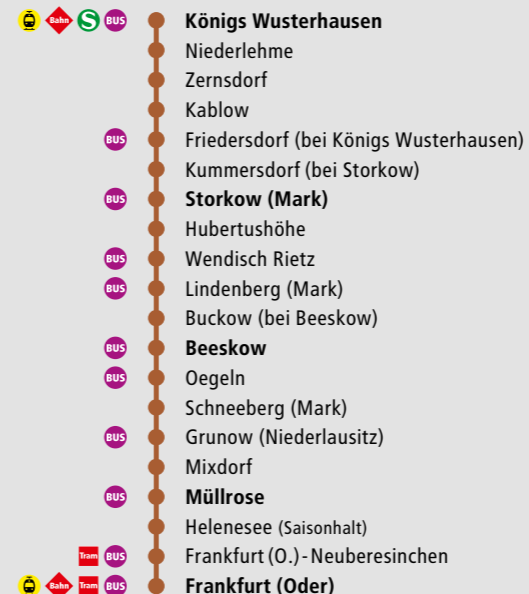 Bahn S BUS Königs Wusterhausen
Niederlehme
Zernsdorf
Kablow
BUS Friedersdorf (bei Königs Wusterhausen)
Kummersdorf (bei Storkow)
BUS Storkow (Mark)
Hubertushöhe
BUS Wendisch Rietz
BUS Lindenberg (Mark)
Buckow (bei Beeskow)
BUS Beeskow
BUS Oegeln
Schneeberg (Mark)
BUS Grunow (Niederlausitz)
Mixdorf
BUS Müllrose
Helenesee (Saisonhalt)
Tram BUS Frankfurt (O.)-Neuberesinchen
Bahn Tram BUS Frankfurt (Oder)